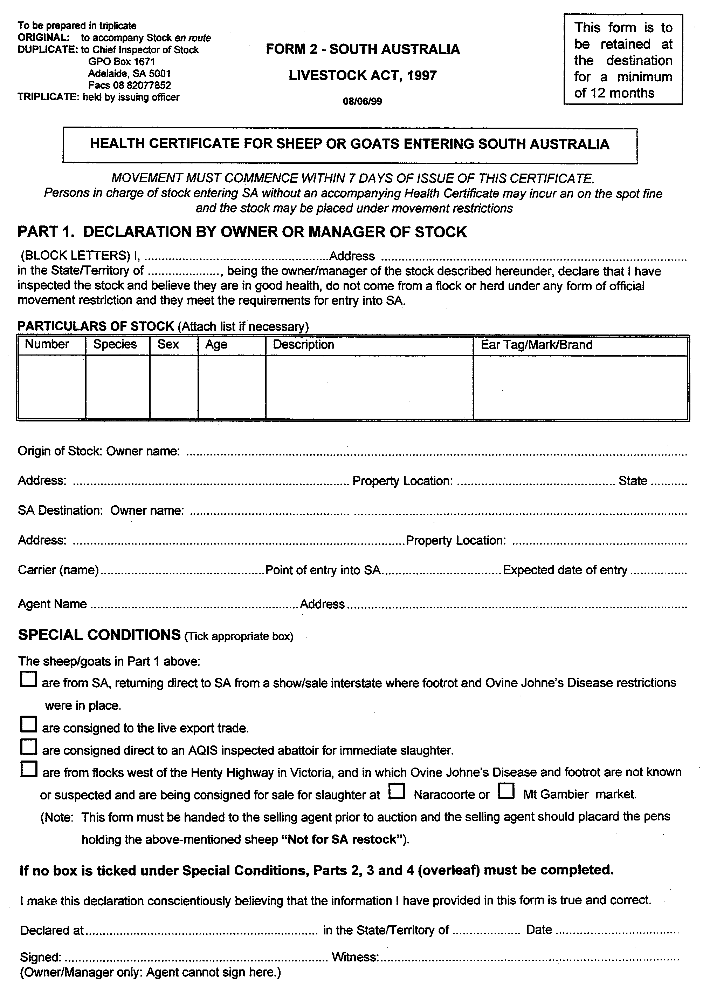 To be prepared in triplicate
ORIGINAL: to accompany Stock en route
DUPLICATE: to Chief Inspector of Stock
GPO Box 1671
Adelaide, SA 5001
Facs 08 82077852
TRIPLICATE: held by issuing officer
FORM 2 - SOUTH AUSTRALIA
LIVESTOCK ACT, 1997
08/06/99
This form is to
be retained at
the destination
for a minimum
of 12 months
HEALTH CERTIFICATE FOR SHEEP OR GOATS ENTERING SOUTH AUSTRALIA
MOVEMENT MUST COMMENCE WITHIN 7 DAYS OF ISSUE OF THIS CERTIFICATE.
Persons in charge of stock entering SA without an accompanying Health Certificate may incur an on the spot fine
and the stock may be placed under movement restrictions
PART 1. DECLARATION BY OWNER OR MANAGER OF STOCK
(BLOCK LETTERS) I, ......................................................Address ..........................................................................................
in the State/Territory of ....................., being the owner/manager of the stock described hereunder, declare that I have
inspected the stock and believe they are in good health, do not come from a flock or herd under any form of official
movement restriction and they meet the requirements for entry into SA.
PARTICULARS OF STOCK (Attach list if necessary)
Number Species Sex Age Description Ear Tag/Mark/Brand
Origin of Stock: Owner name: ....................................................................................................................................................
Address: ................................................................................. Property Location: .............................................. State ...........
SA Destination: Owner name: ............................................... ..................................................................................................
Address: ..................................................................................................Property Location: ....................................................
Carrier (name)................................................Point of entry into SA...................................Expected date of entry .................
Agent Name .............................................................Address....................................................................................................
SPECIAL CONDITIONS (Tick appropriate box)
The sheep/goats in Part 1 above:
☐ are from SA, returning direct to SA from a show/sale interstate where footrot and Ovine Johne's Disease restrictions
were in place.
☐ are consigned to the live export trade.
☐ are consigned direct to an AQIS inspected abattoir for immediate slaughter.
☐ are from flocks west of the Henty Highway in Victoria, and in which Ovine Johne's Disease and footrot are not known
or suspected and are being consigned for sale for slaughter at ☐ Naracoorte or ☐ Mt Gambier market.
(Note: This form must be handed to the selling agent prior to auction and the selling agent should placard the pens
holding the above-mentioned sheep "Not for SA restock").
If no box is ticked under Special Conditions, Parts 2, 3 and 4 (overleaf) must be completed.
I make this declaration conscientiously believing that the information I have provided in this form is true and correct.
Declared at..................................................................... in the State/Territory of .................... Date ....................................
Signed: .............................................................................. Witness:........................................................................................
(Owner/Manager only: Agent cannot sign here.)